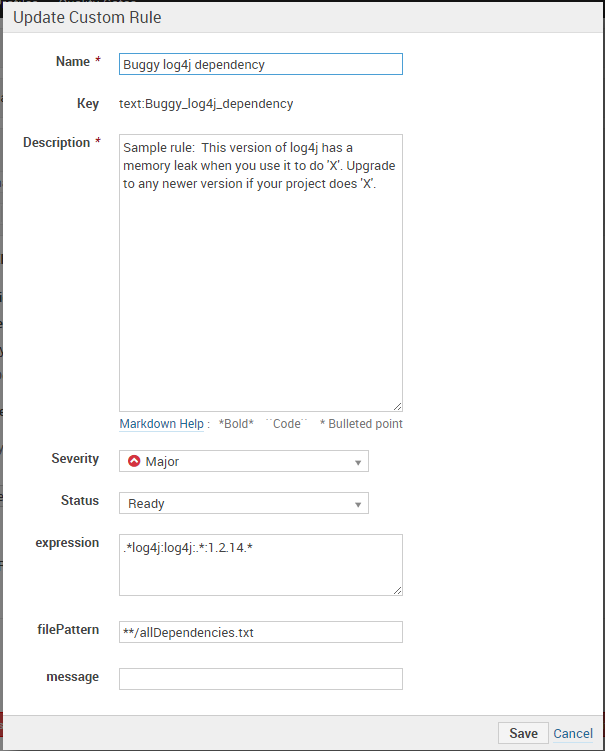 Update Custom Rule
Name *
Buggy log4j dependency
Key
text:Buggy_log4j_dependency
Description *
Sample rule:  This version of log4j has a
memory leak when you use it to do 'X'. Upgrade
to any newer version if your project does 'X'.
Markdown Help :   *Bold*   ``Code``   * Bulleted point
Severity
Major
Status
Ready
expression
.*log4j:log4j:.*:1.2.14.*
filePattern
**/allDependencies.txt
message
Save Cancel